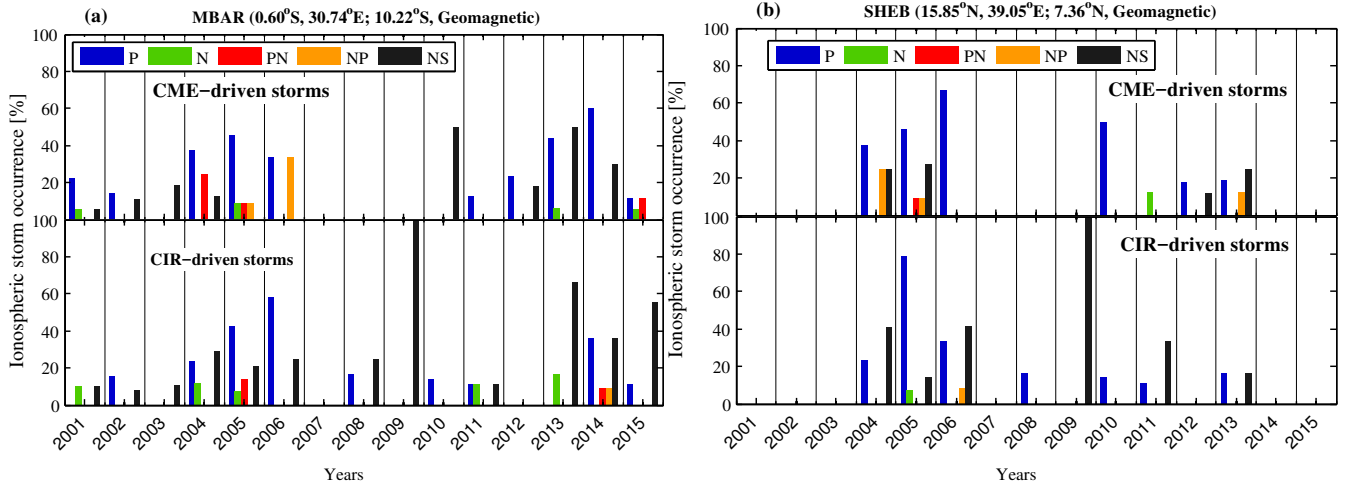 (a)
MBAR (0.60°S, 30.74°E; 10.22°S, Geomagnetic)
Ionospheric storm occurrence [%]
100
80
60
40
20
P N PN NP NS
CME−driven storms
100
80
60
40
20
0
CIR−driven storms
2001 2002 2003 2004 2005 2006 2007 2008 2009 2010 2011 2012 2013 2014 2015
Years
(b)
SHEB (15.85°N, 39.05°E; 7.36°N, Geomagnetic)
Ionospheric storm occurrence [%]
100
80
60
40
20
P N PN NP NS
CME−driven storms
100
80
60
40
20
0
CIR−driven storms
2001 2002 2003 2004 2005 2006 2007 2008 2009 2010 2011 2012 2013 2014 2015
Years